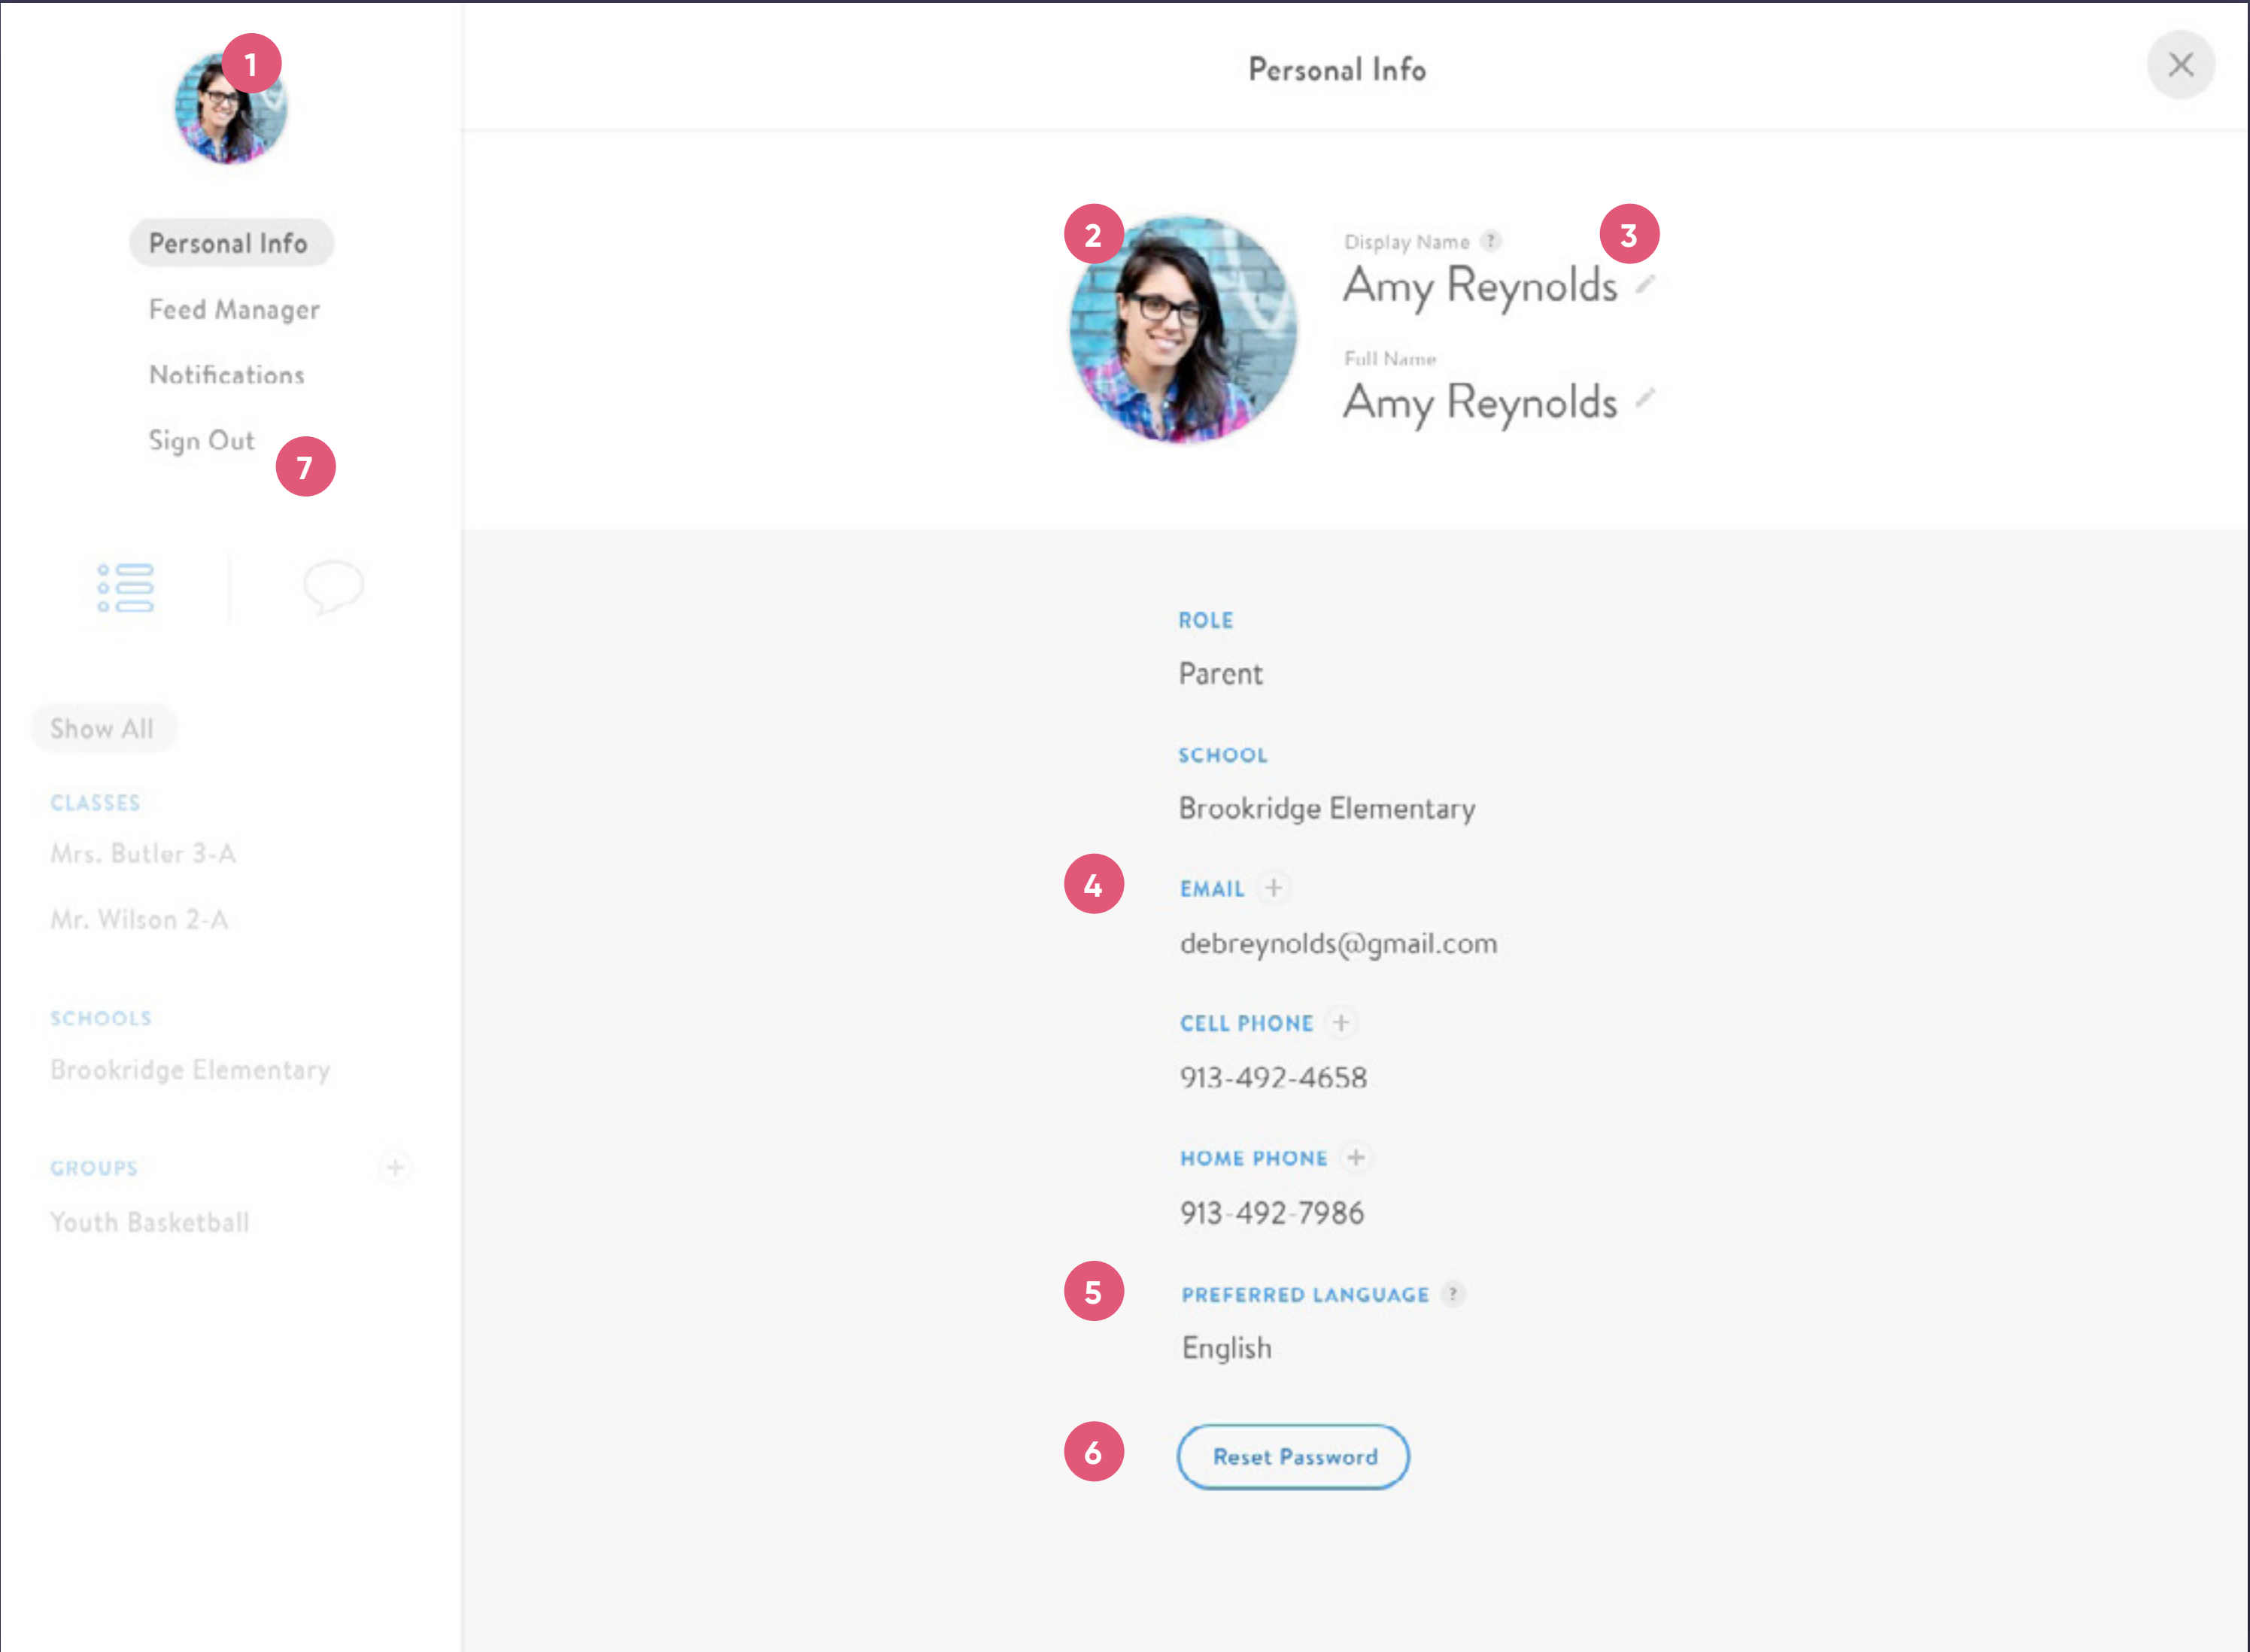 1
Personal Info
Feed Manager
Notifications
Sign Out
7
Show All
CLASSES
Mrs. Butler 3-A
Mr. Wilson 2-A
SCHOOLS
Brookridge Elementary
GROUPS +
Youth Basketball
Personal Info
2
Display Name ?
3
Amy Reynolds
Full Name
Amy Reynolds
ROLE
Parent
SCHOOL
Brookridge Elementary
4
EMAIL +
debreynolds@gmail.com
CELL PHONE +
913-492-4658
HOME PHONE +
913-492-7986
5
PREFERRED LANGUAGE ?
English
6
Reset Password